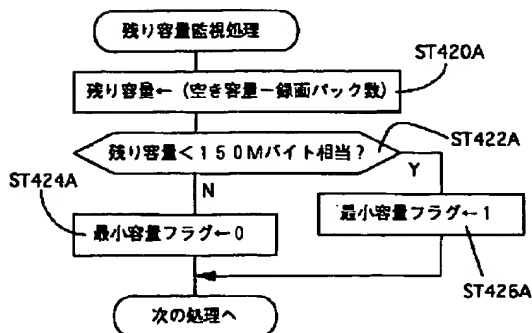 残り容量監視処理
ST420A
残り容量←(空き容量ー録画パック数)
ST422A
残り容量<150Mバイト相当?
Y
N
ST424A
最小容量フラグ←0
最小容量フラグ←1
ST426A
次の処理へ